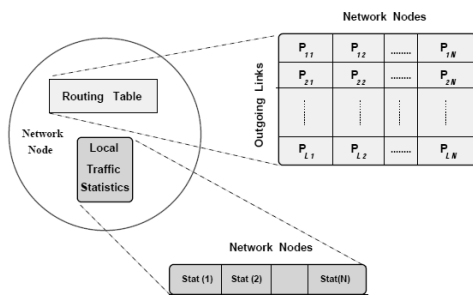 Network Nodes
Outgoing Links
P11 P12 ........ P1N
P21 P22 ........ P2N
PL1 PL2 ........ PLN
Routing Table
Network
Node
Local
Traffic
Statistics
Network Nodes
Stat (1) Stat (2) Stat(N)